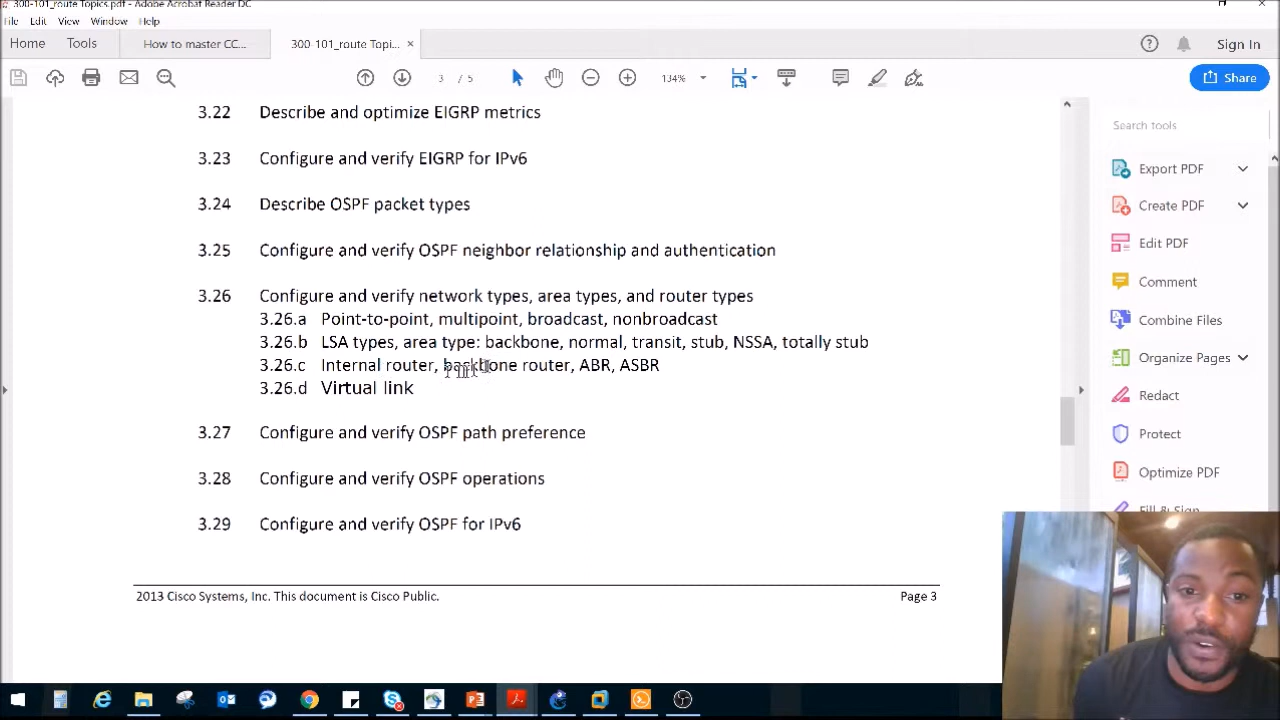 300-101_route Topics.pdf - Adobe Acrobat Reader DC
File Edit View Window Help
Home Tools How to master CC... 300-101_route Topi... ×
3 / 5 134% Share
Sign In
3.22 Describe and optimize EIGRP metrics
3.23 Configure and verify EIGRP for IPv6
3.24 Describe OSPF packet types
3.25 Configure and verify OSPF neighbor relationship and authentication
3.26 Configure and verify network types, area types, and router types
3.26.a Point-to-point, multipoint, broadcast, nonbroadcast
3.26.b LSA types, area type: backbone, normal, transit, stub, NSSA, totally stub
3.26.c Internal router, backbone router, ABR, ASBR
3.26.d Virtual link
3.27 Configure and verify OSPF path preference
3.28 Configure and verify OSPF operations
3.29 Configure and verify OSPF for IPv6
2013 Cisco Systems, Inc. This document is Cisco Public. Page 3
Search tools
Export PDF
Create PDF
Edit PDF
Comment
Combine Files
Organize Pages
Redact
Protect
Optimize PDF
Fill & Sign